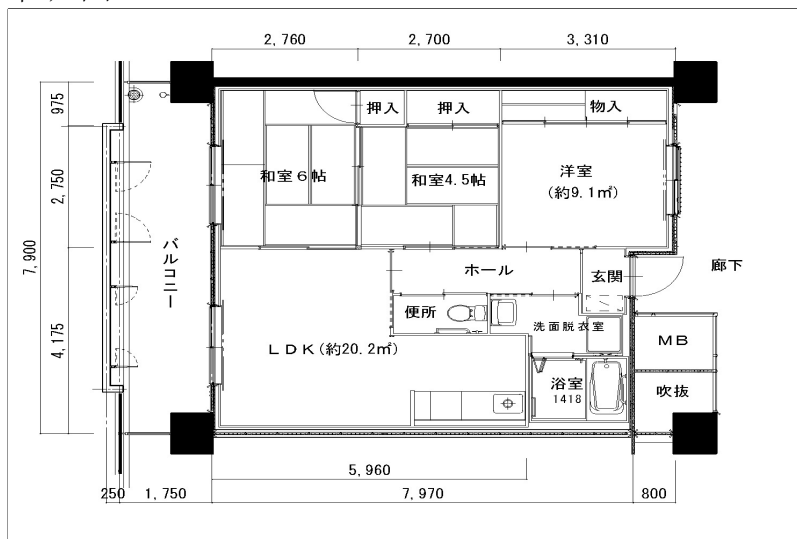 2,760
2,700
3,310
975
2,750
7,900
4,175
押入
押入
物入
和室6帖
和室4.5帖
洋室
(約9.1㎡)
バルコニー
ホール
玄関
廊下
便所
洗面脱衣室
LDK(約20.2㎡)
MB
浴室
1418
吹抜
5,960
250
1,750
7,970
800